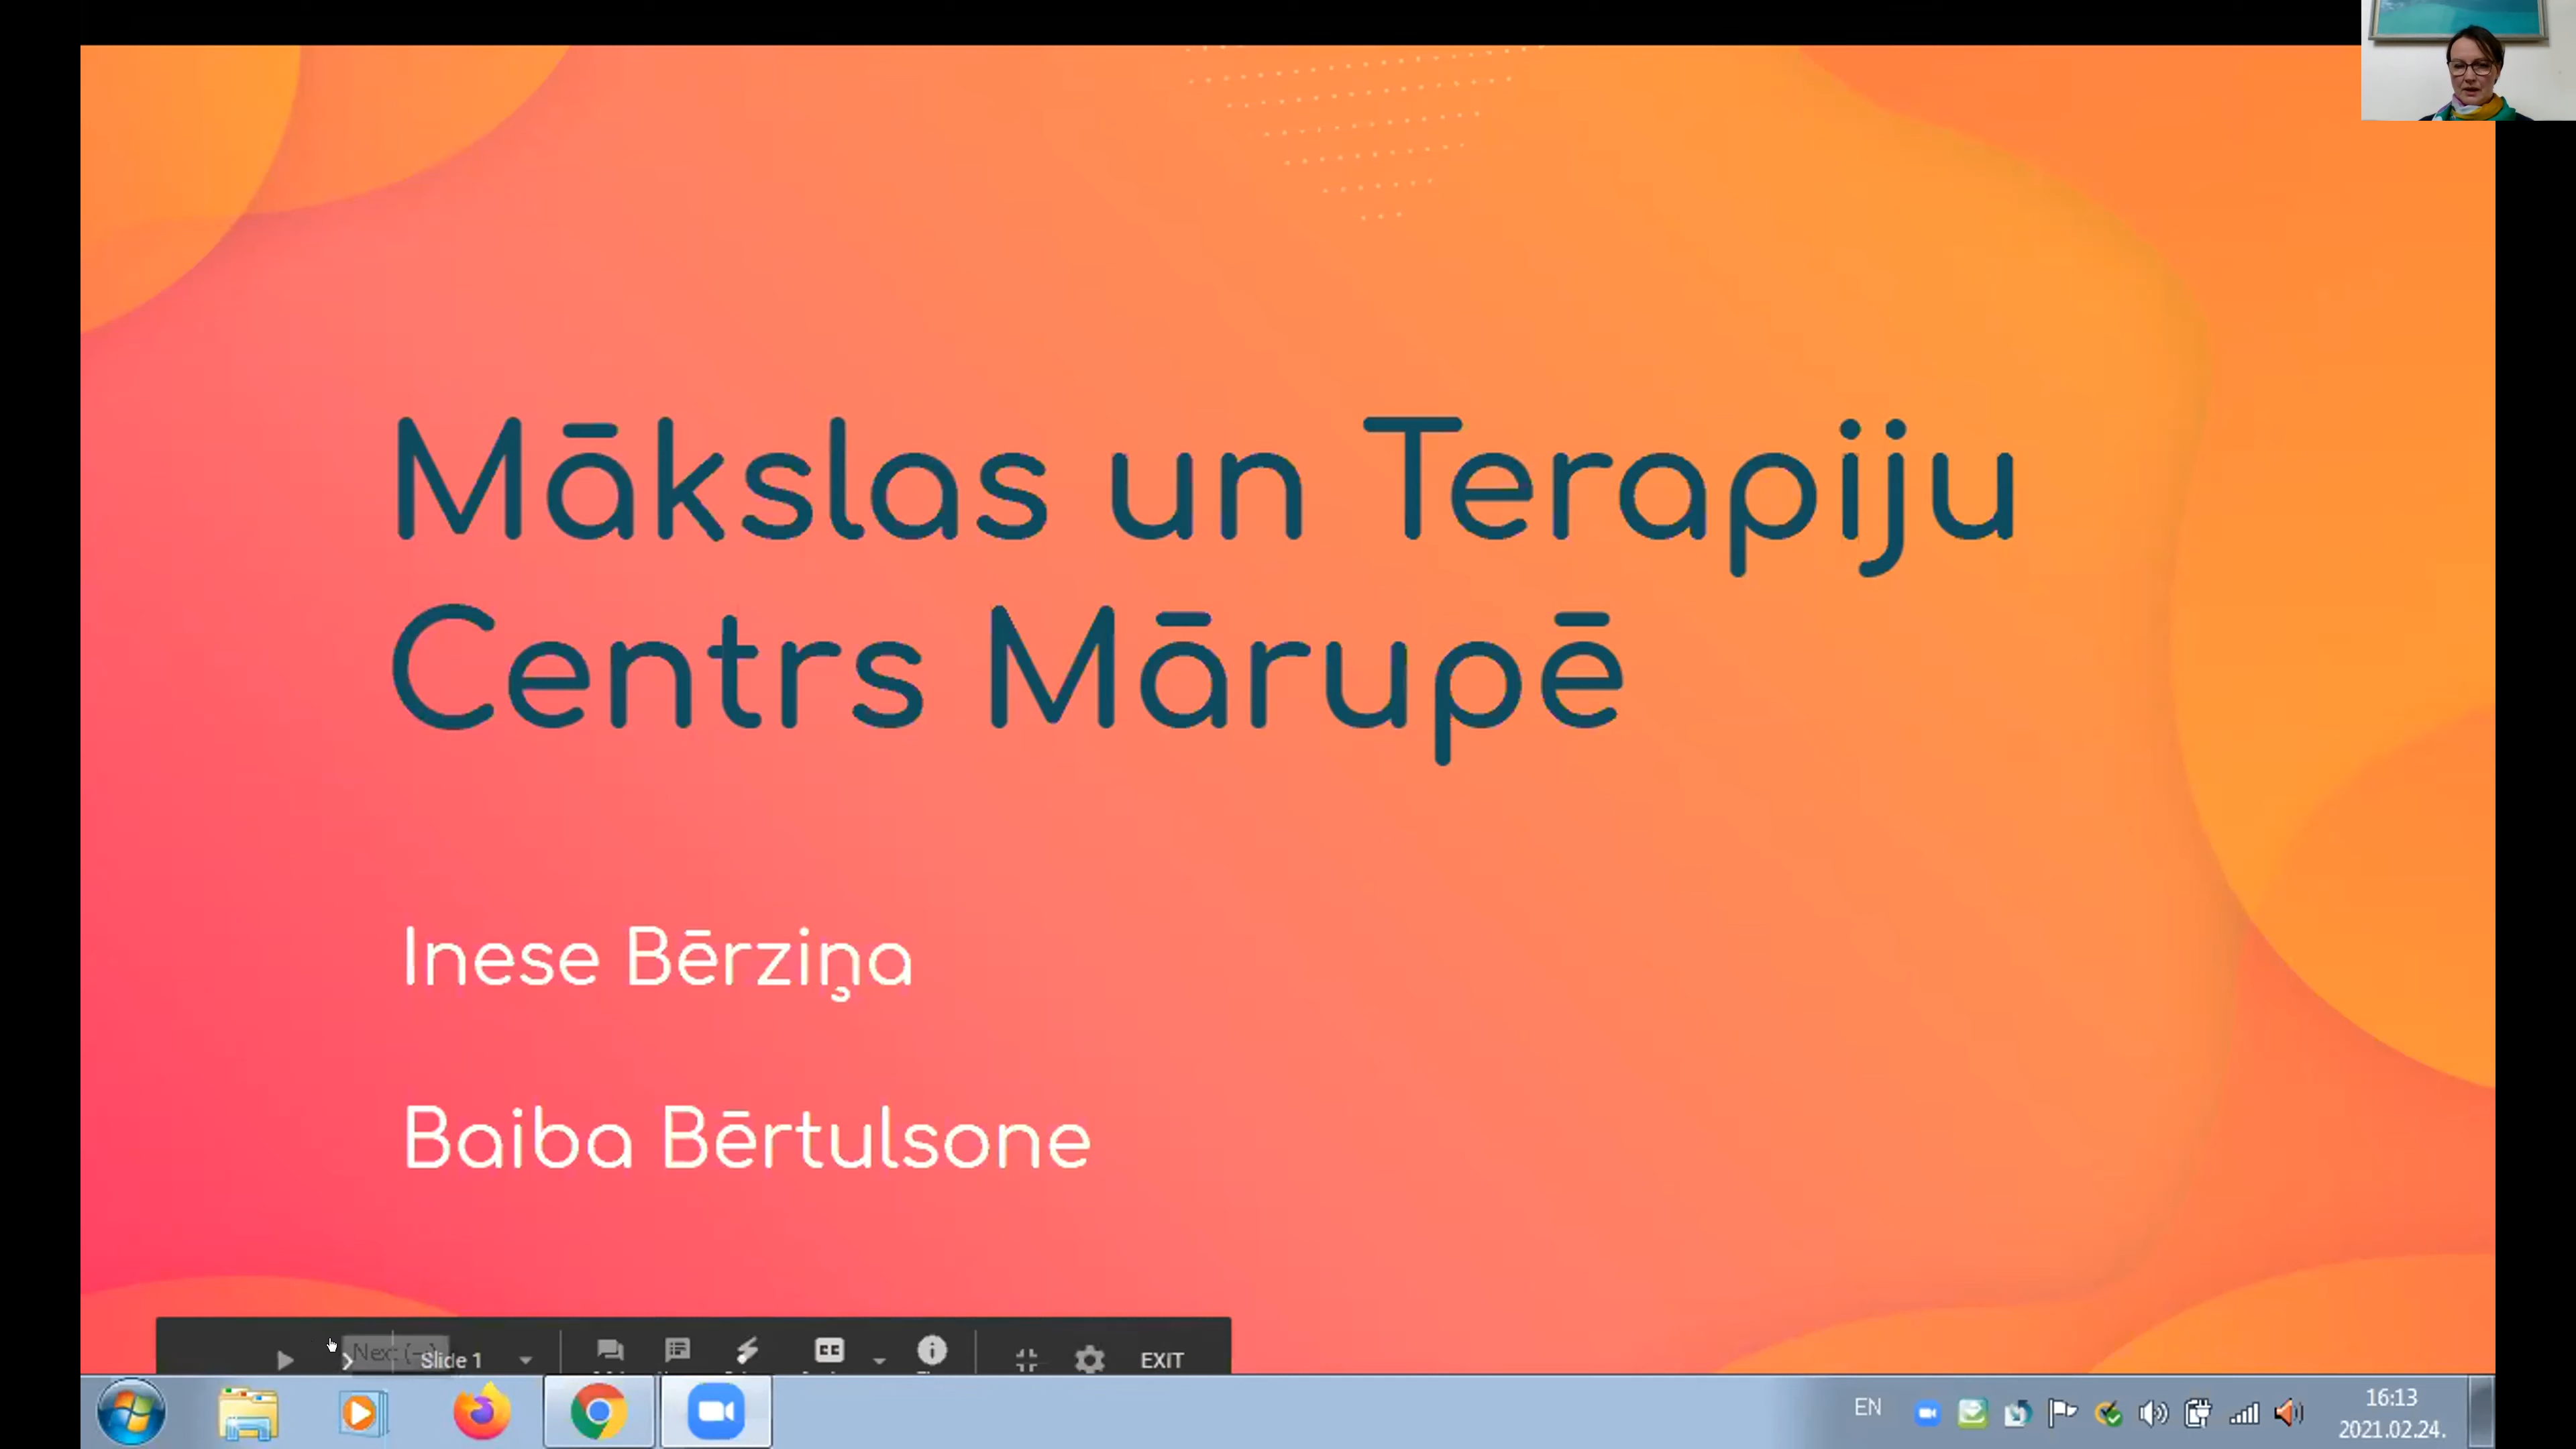 Mākslas un Terapiju
Centrs Mārupē
Inese Bērziņa
Baiba Bērtulsone
Slide 1
EXIT
EN
16:13
2021.02.24.